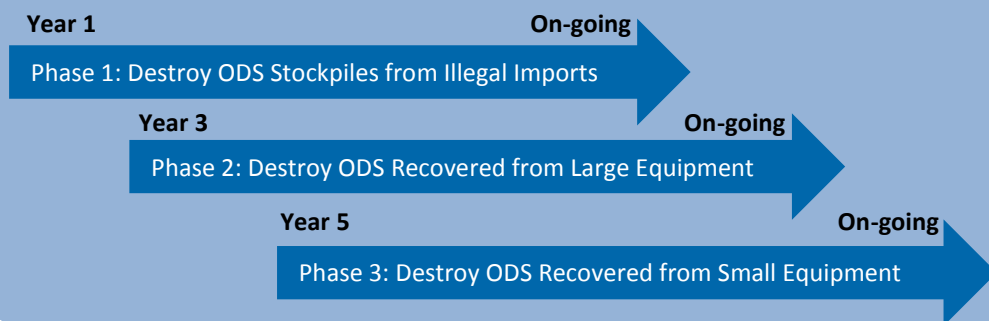 Year 1 On-going
Phase 1: Destroy ODS Stockpiles from Illegal Imports
Year 3 On-going
Phase 2: Destroy ODS Recovered from Large Equipment
Year 5 On-going
Phase 3: Destroy ODS Recovered from Small Equipment